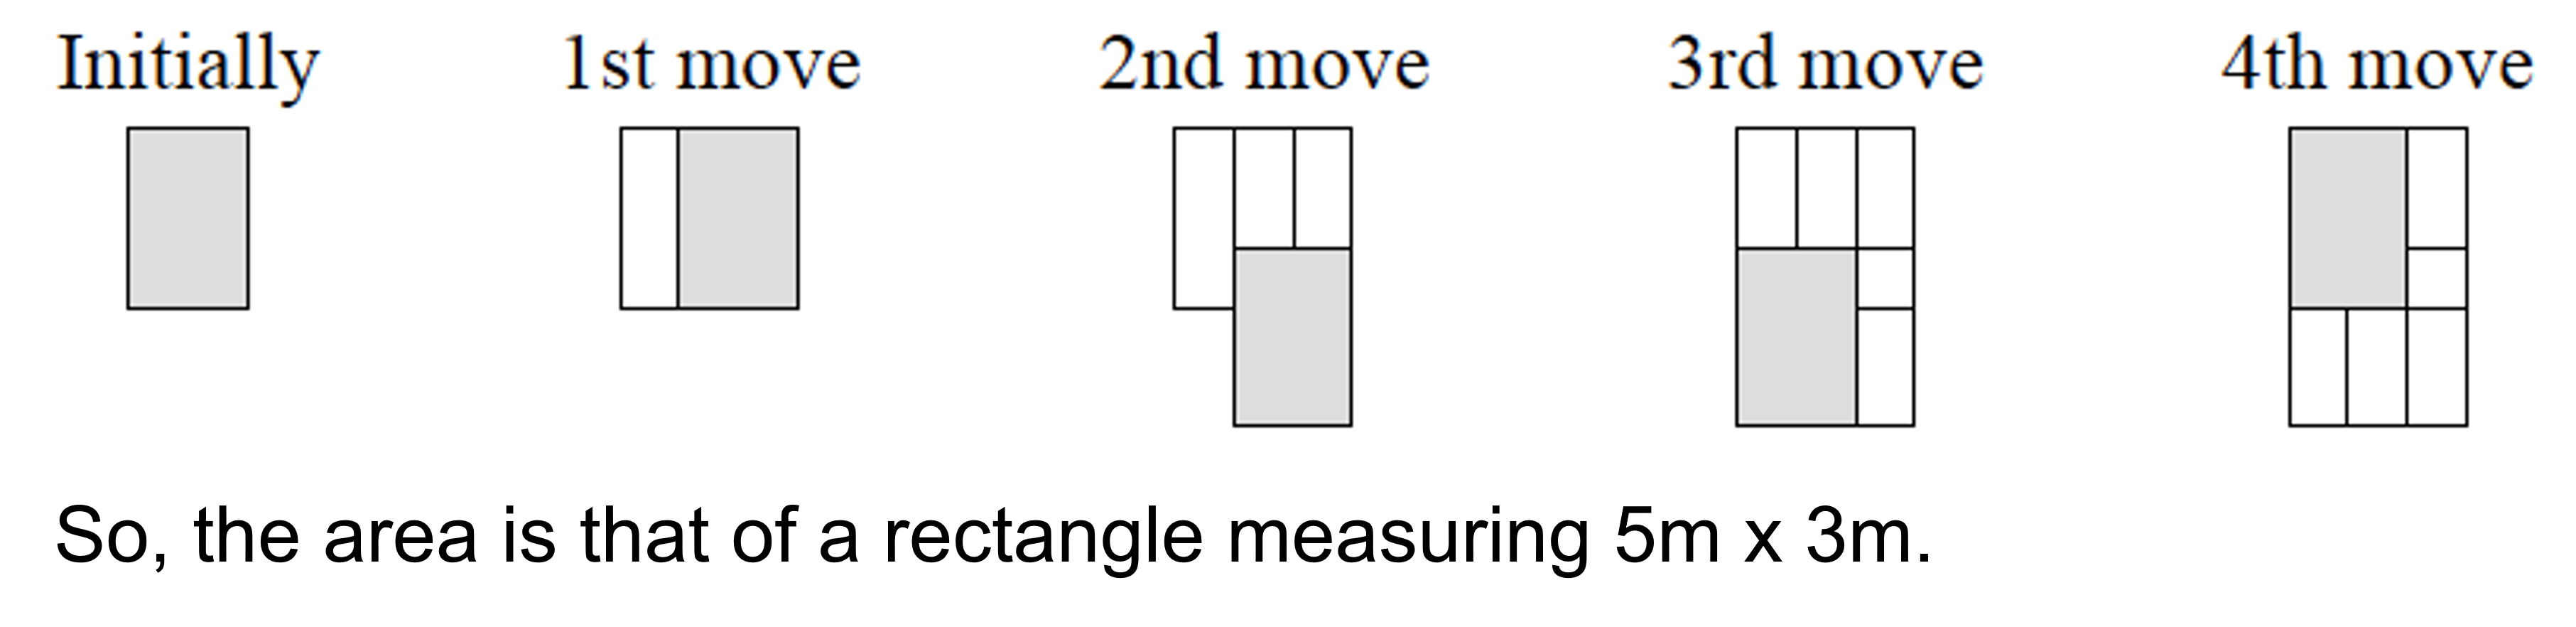 Initially 1st move 2nd move 3rd move 4th move
So, the area is that of a rectangle measuring 5m x 3m.